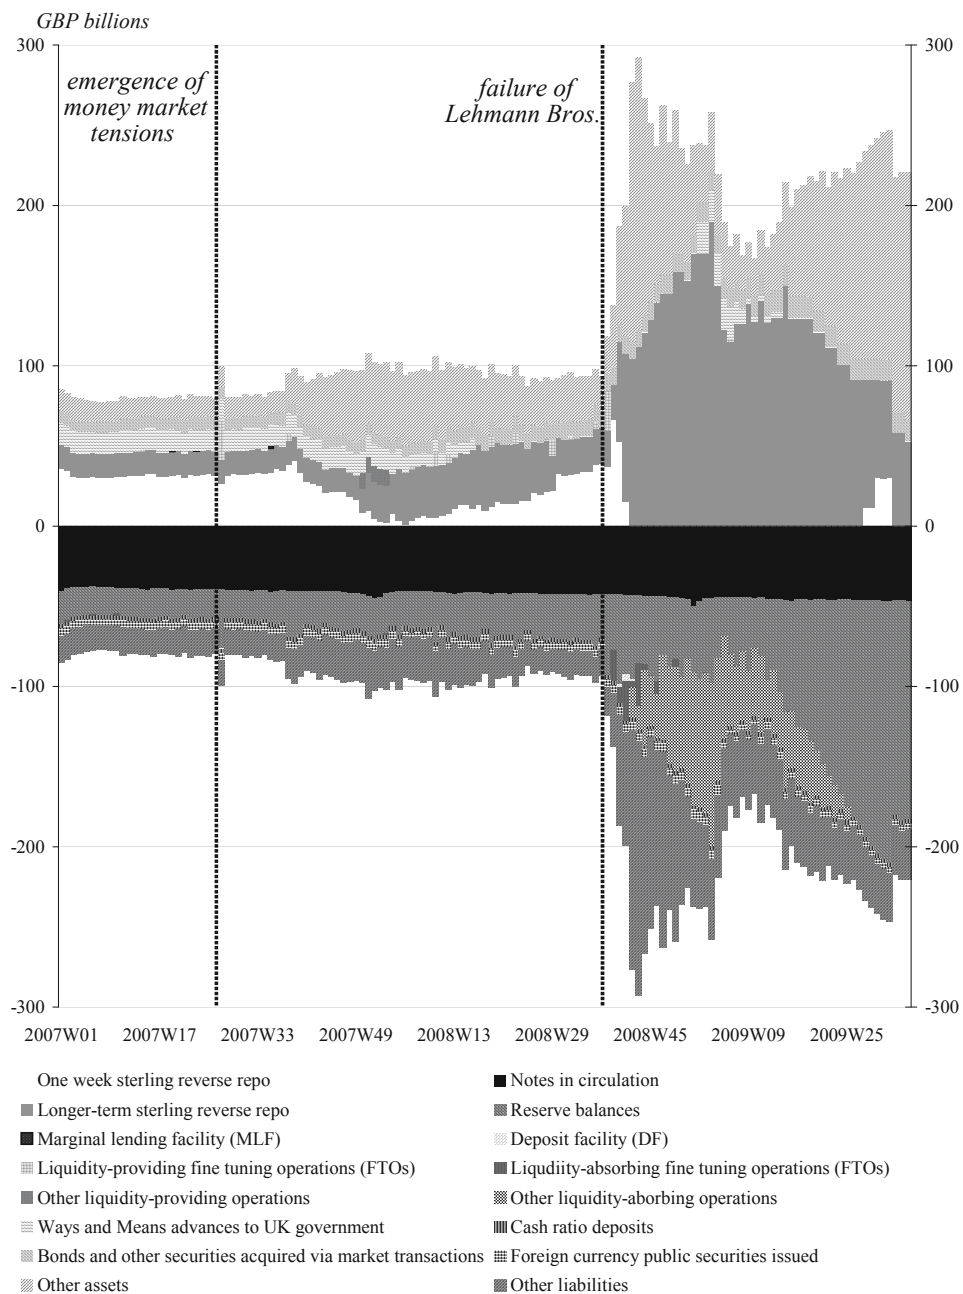 GBP billions
300
300
emergence of
money market
tensions
failure of
Lehmann Bros.
200
200
100
100
0
0
-100
-100
-200
-200
-300
-300
2007W01 2007W17 2007W33 2007W49 2008W13 2008W29 2008W45 2009W09 2009W25
One week sterling reverse repo
Notes in circulation
Longer-term sterling reverse repo
Reserve balances
Marginal lending facility (MLF)
Deposit facility (DF)
Liquidity-providing fine tuning operations (FTOs)
Liqudiity-absorbing fine tuning operations (FTOs)
Other liquidity-providing operations
Other liquidity-aborbing operations
Ways and Means advances to UK government
Cash ratio deposits
Bonds and other securities acquired via market transactions
Foreign currency public securities issued
Other assets
Other liabilities